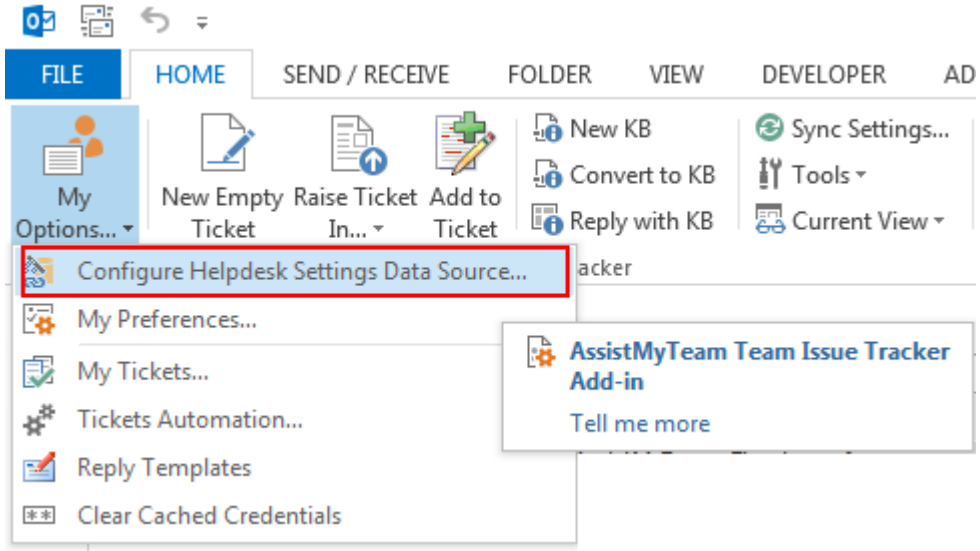 FILE HOME SEND / RECEIVE FOLDER VIEW DEVELOPER AD
My Options...
New Empty Ticket
Raise Ticket In...
Add to Ticket
New KB
Convert to KB
Reply with KB
Sync Settings...
Tools
Current View
acker
Configure Helpdesk Settings Data Source...
My Preferences...
My Tickets...
Tickets Automation...
Reply Templates
Clear Cached Credentials
AssistMyTeam Team Issue Tracker
Add-in
Tell me more